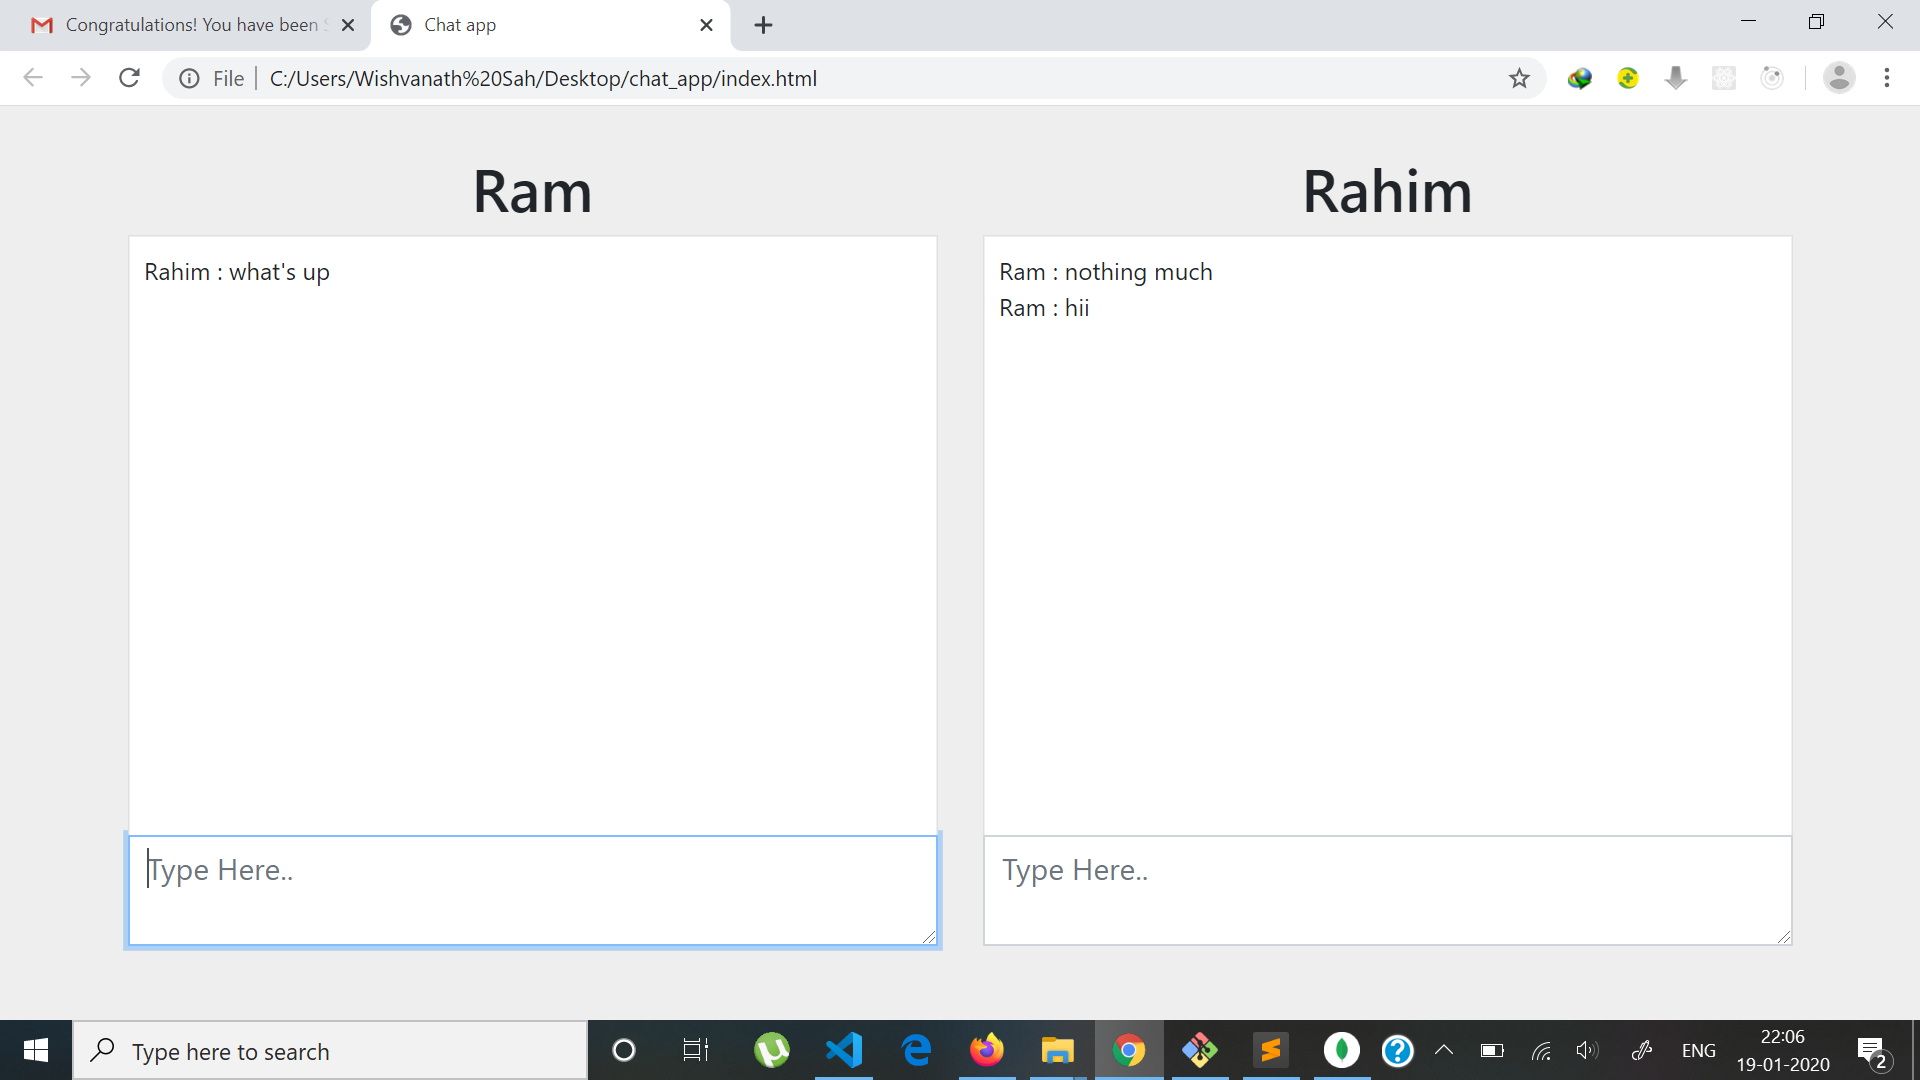 Congratulations! You have been
Chat app
File
C:/Users/Wishvanath%20Sah/Desktop/chat_app/index.html
Ram
Rahim : what's up
Type Here..
Rahim
Ram : nothing much
Ram : hii
Type Here..
Type here to search
ENG
22:06
19-01-2020
2